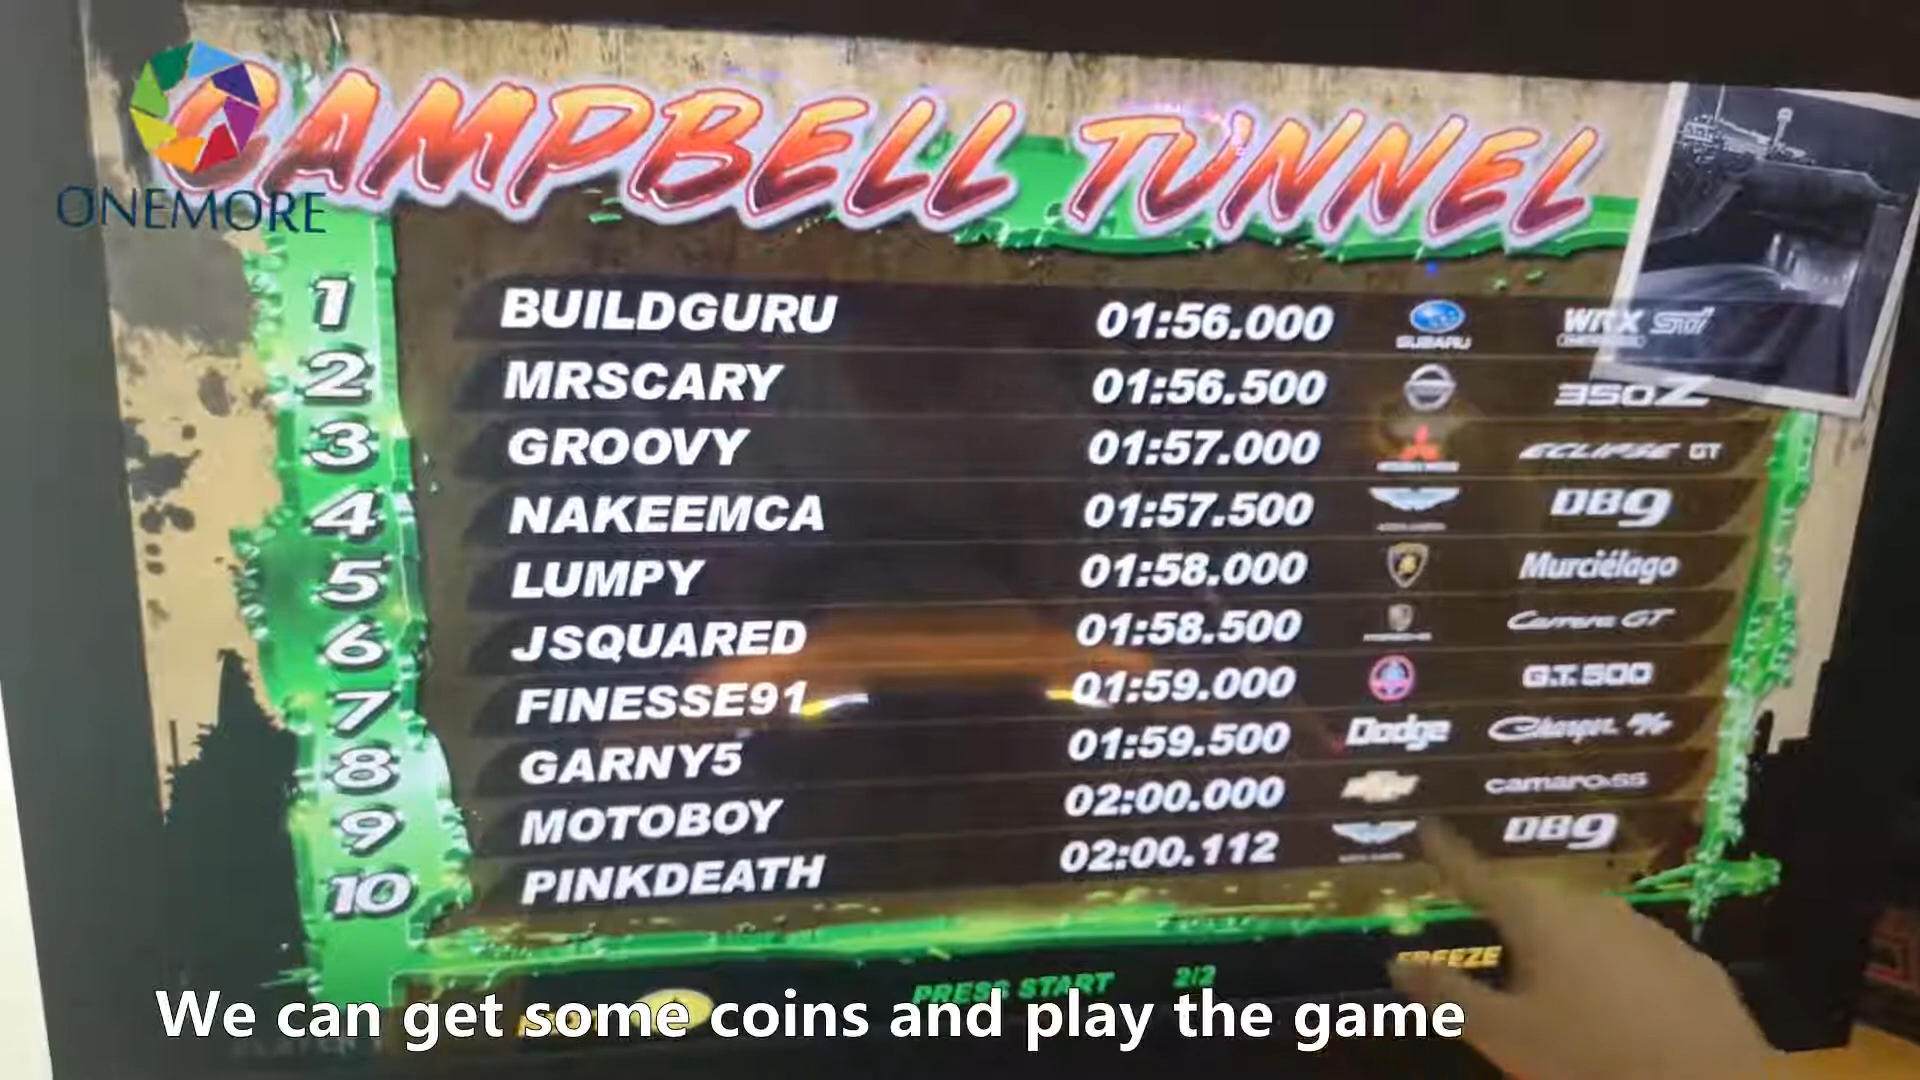 CAMPBELL TUNNEL
ONEMORE
1 BUILDGURU 01:56.000 SUBARU WRX STi
2 MRSCARY 01:56.500 350Z
3 GROOVY 01:57.000 ECLIPSE GT
4 NAKEEMCA 01:57.500 DB9
5 LUMPY 01:58.000 Murciélago
6 JSQUARED 01:58.500 Carrera GT
7 FINESSE91 01:59.000 G.T.500
8 GARNY5 01:59.500 Dodge Charger R/T
9 MOTOBOY 02:00.000 camaro SS
10 PINKDEATH 02:00.112 DB9
FREEZE
PRESS START 2/2
We can get some coins and play the game